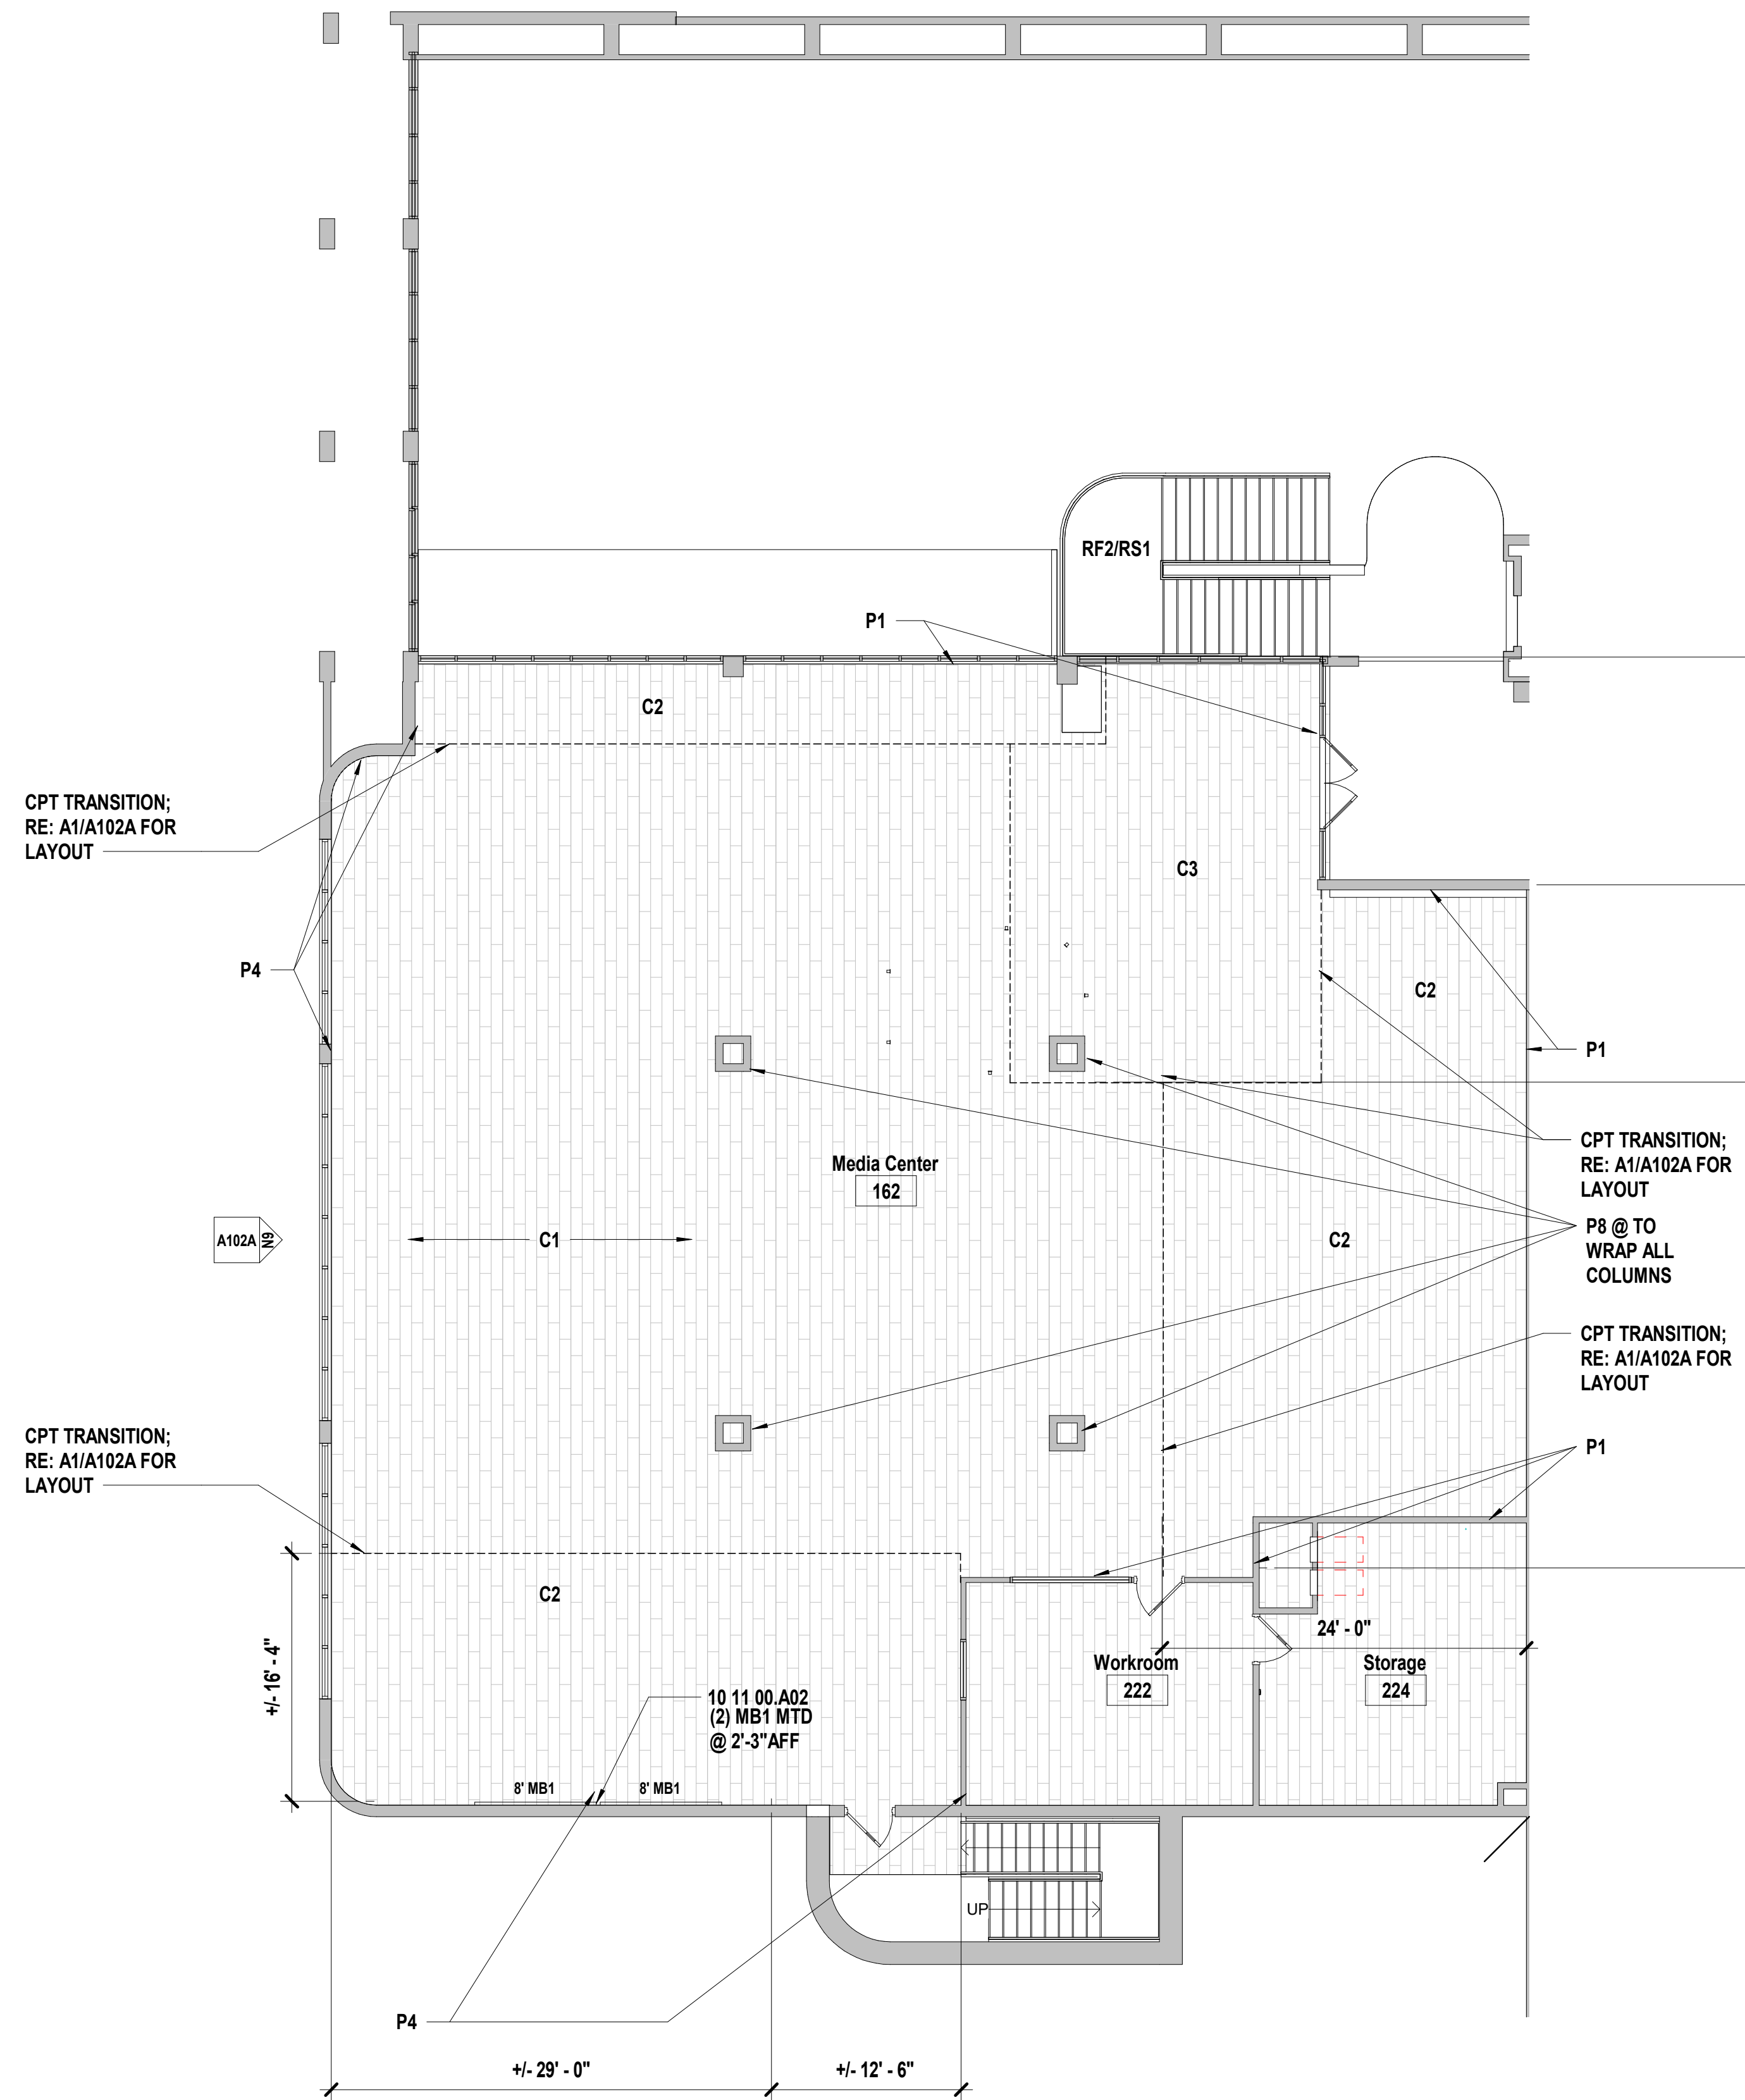 RF2/RS1
P1
C2
CPT TRANSITION;
RE: A1/A102A FOR
LAYOUT
C3
P4
C2
P1
CPT TRANSITION;
RE: A1/A102A FOR
LAYOUT
Media Center
162
A102A
N9
C1
C2
P8 @ TO
WRAP ALL
COLUMNS
CPT TRANSITION;
RE: A1/A102A FOR
LAYOUT
CPT TRANSITION;
RE: A1/A102A FOR
LAYOUT
P1
C2
+/- 16' - 4"
24' - 0"
Workroom
222
Storage
224
10 11 00.A02
(2) MB1 MTD
@ 2'-3"AFF
8' MB1
8' MB1
UP
P4
+/- 29' - 0"
+/- 12' - 6"